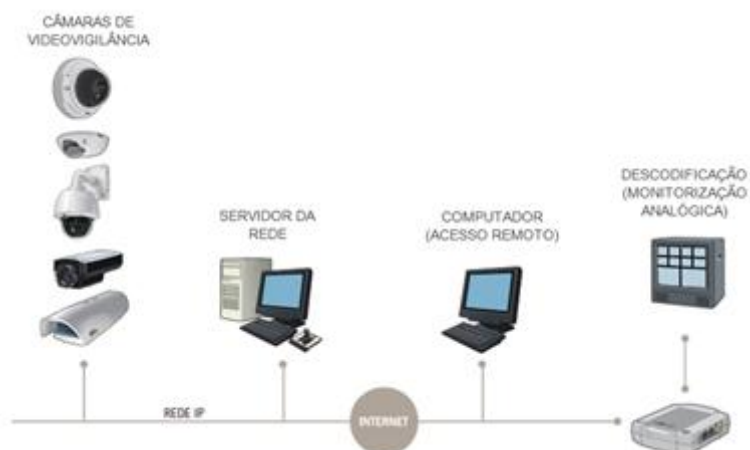 CÂMARAS DE
VIDEOVIGILÂNCIA
SERVIDOR DA
REDE
COMPUTADOR
(ACESSO REMOTO)
DESCODIFICAÇÃO
(MONITORIZAÇÃO
ANALÓGICA)
REDE IP
INTERNET